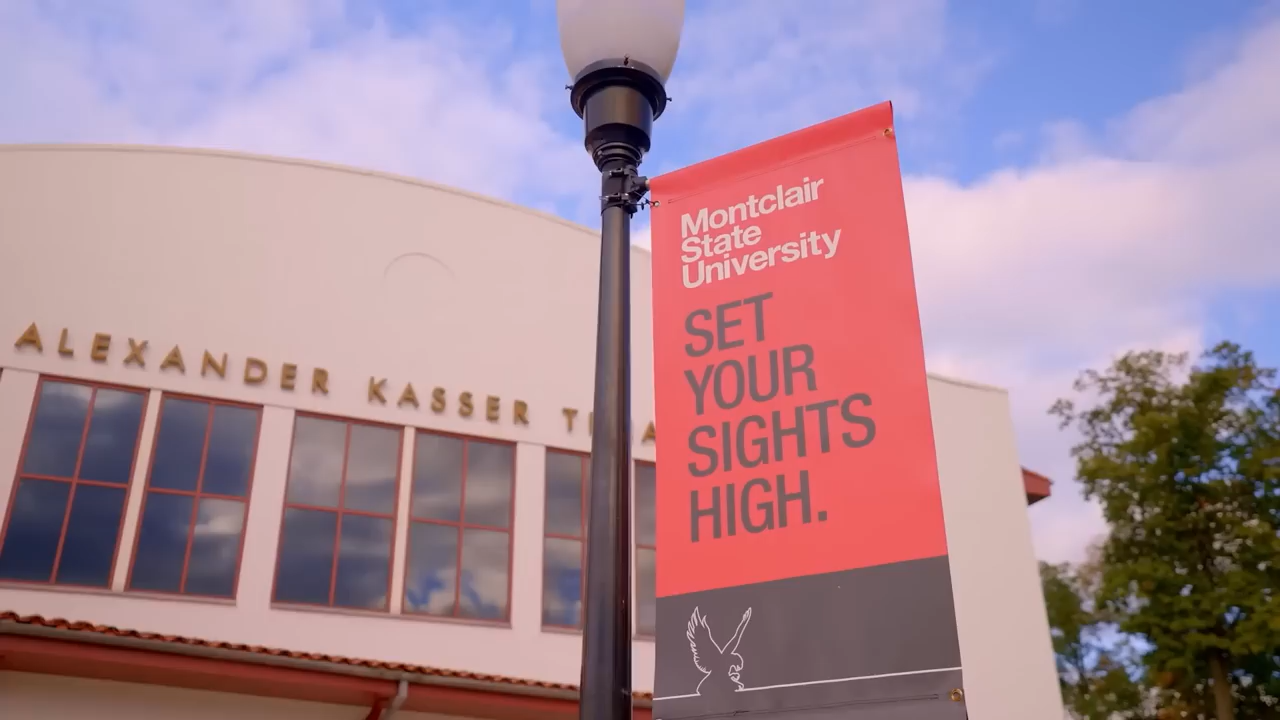 ALEXANDER KASSER
Montclair
State
University
SET
YOUR
SIGHTS
HIGH.